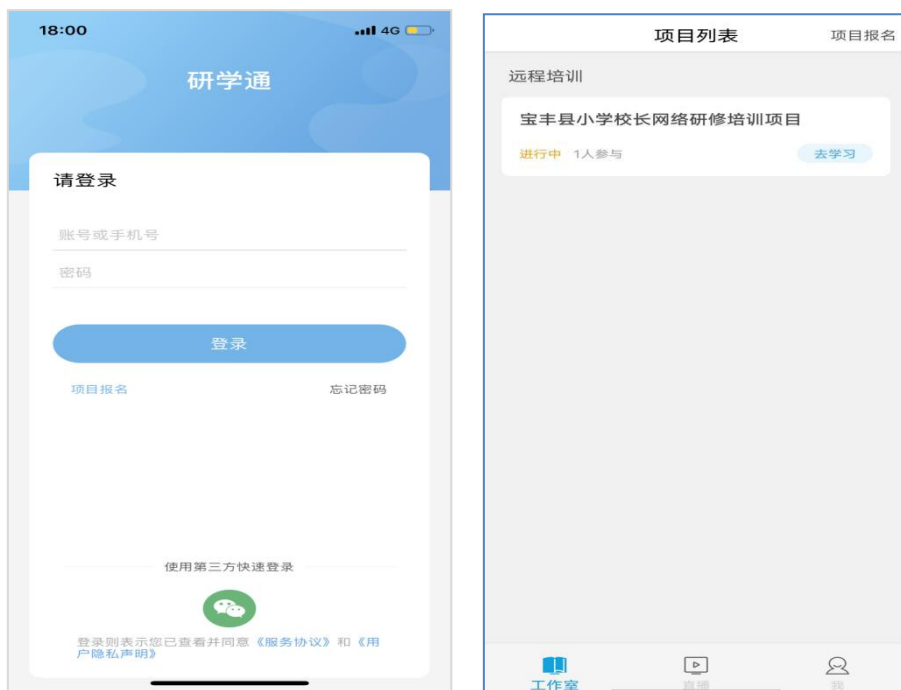 18:00
4G
研学通
请登录
账号或手机号
密码
登录
项目报名
忘记密码
使用第三方快速登录
登录则表示您已查看并同意《服务协议》和《用
户隐私声明》
项目列表
项目报名
远程培训
宝丰县小学校长网络研修培训项目
进行中 1人参与
去学习
工作室
直播
我